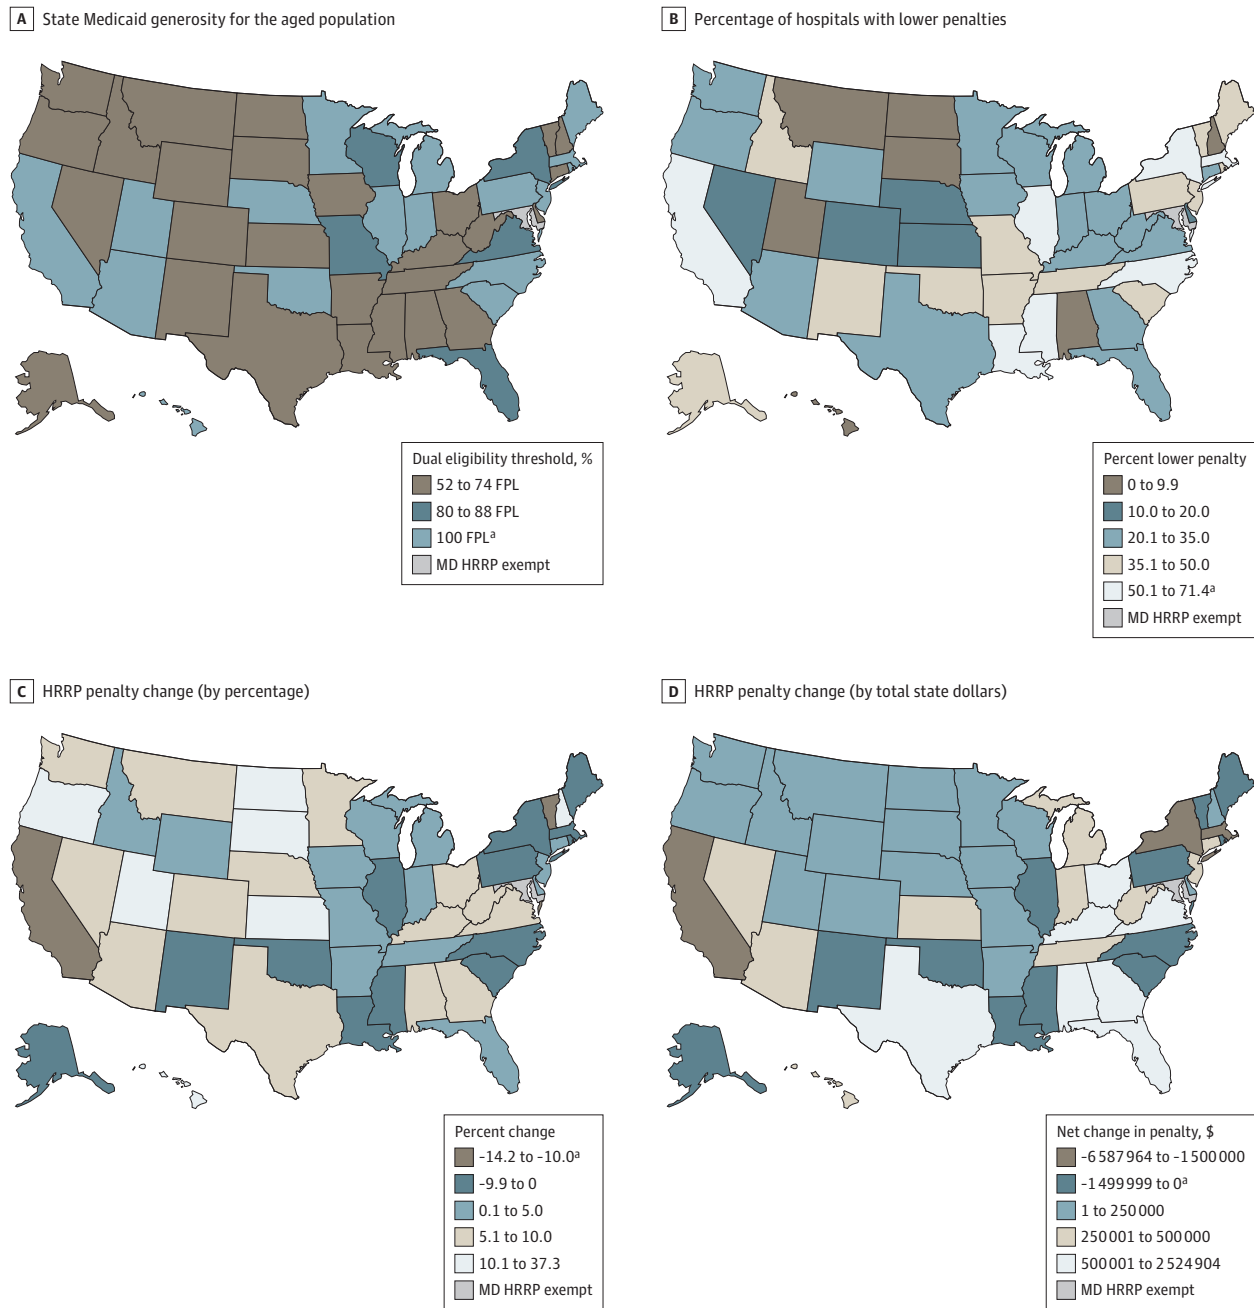 A State Medicaid generosity for the aged population
Dual eligibility threshold, %
52 to 74 FPL
80 to 88 FPL
100 FPLᵃ
MD HRRP exempt
B Percentage of hospitals with lower penalties
Percent lower penalty
0 to 9.9
10.0 to 20.0
20.1 to 35.0
35.1 to 50.0
50.1 to 71.4ᵃ
MD HRRP exempt
C HRRP penalty change (by percentage)
Percent change
-14.2 to -10.0ᵃ
-9.9 to 0
0.1 to 5.0
5.1 to 10.0
10.1 to 37.3
MD HRRP exempt
D HRRP penalty change (by total state dollars)
Net change in penalty, $
-6 587 964 to -1 500 000
-1 499 999 to 0ᵃ
1 to 250 000
250 001 to 500 000
500 001 to 2 524 904
MD HRRP exempt